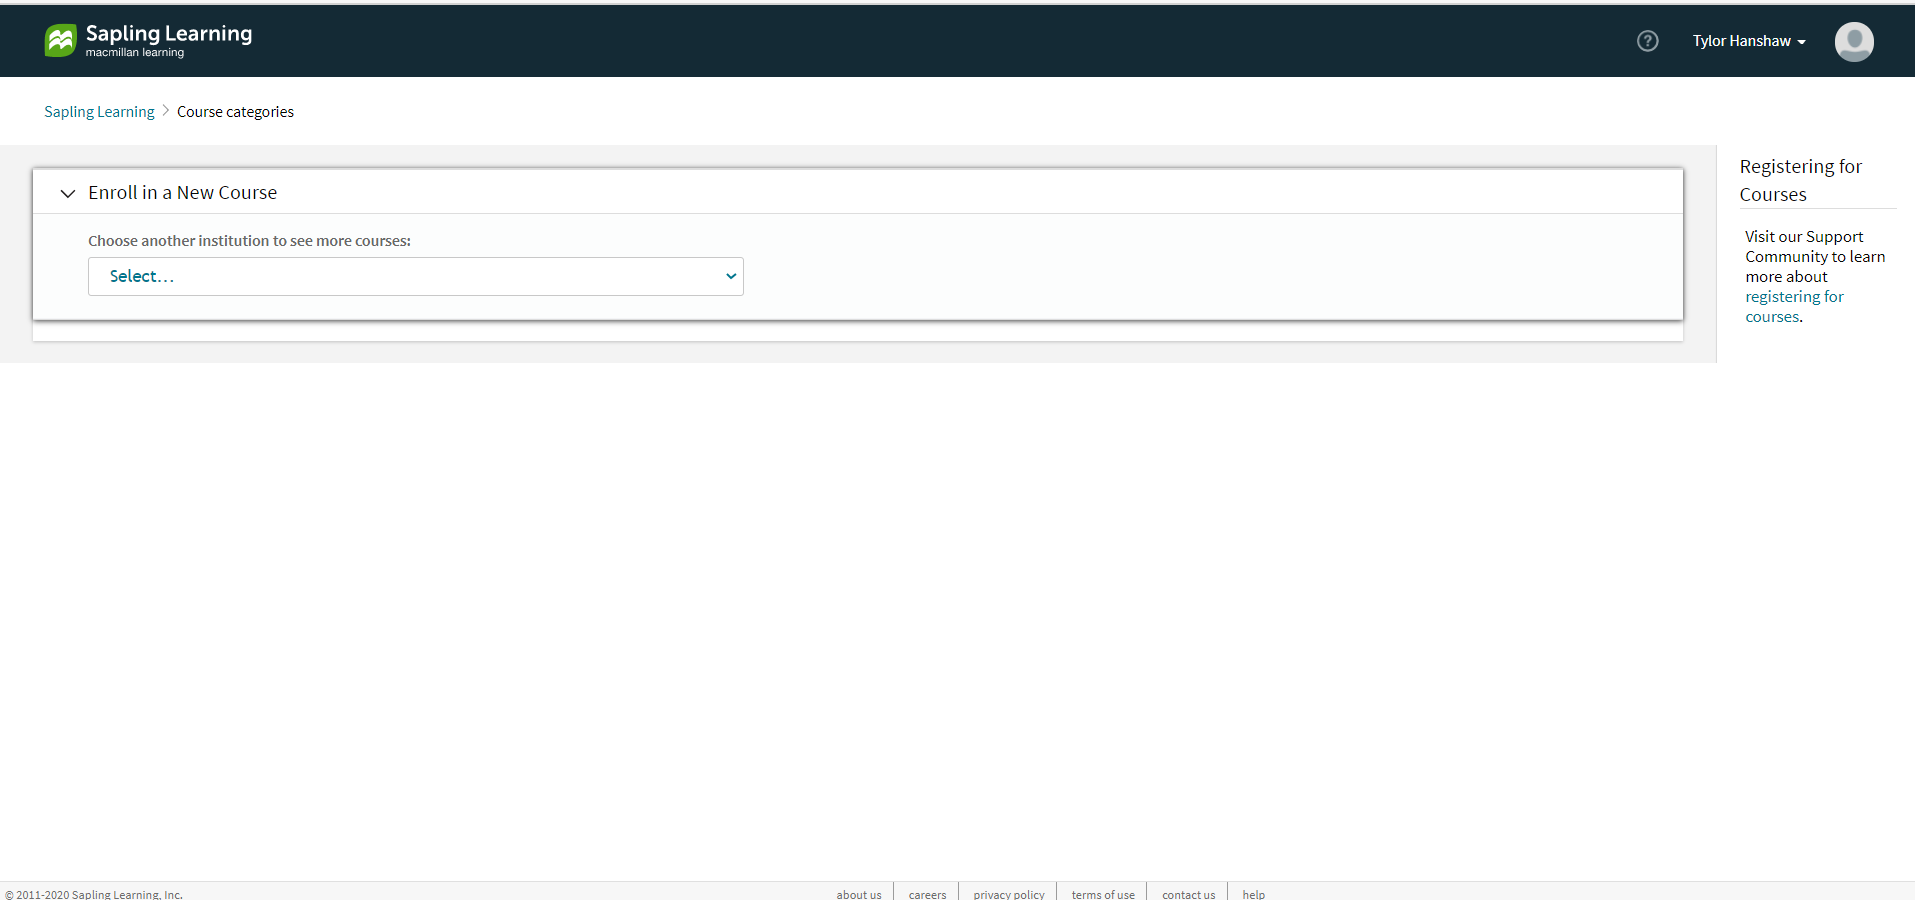 Sapling Learning
macmillan learning
Tylor Hanshaw
Sapling Learning > Course categories
Enroll in a New Course
Choose another institution to see more courses:
Select...
Registering for
Courses
Visit our Support
Community to learn
more about
registering for
courses.
© 2011-2020 Sapling Learning, Inc.
about us
careers
privacy policy
terms of use
contact us
help